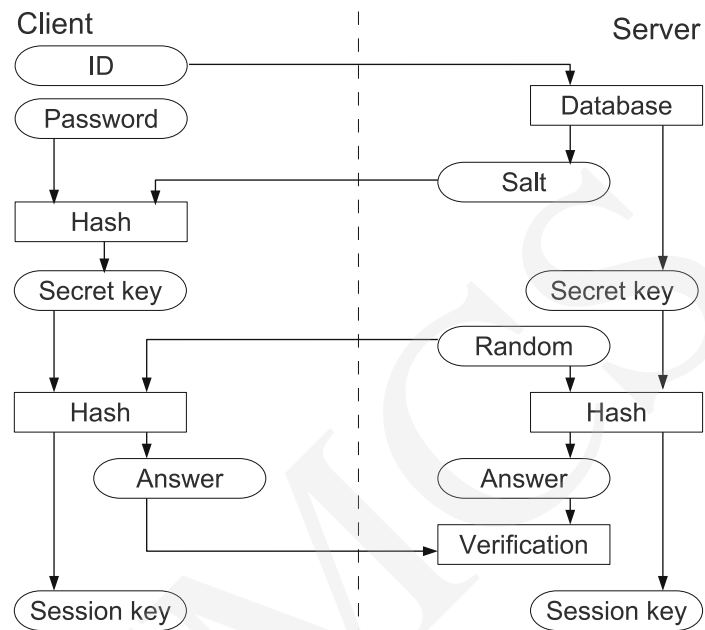 Client
Server
ID
Password
Database
Salt
Hash
Secret key
Secret key
Random
Hash
Hash
Answer
Answer
Verification
Session key
Session key
MCS